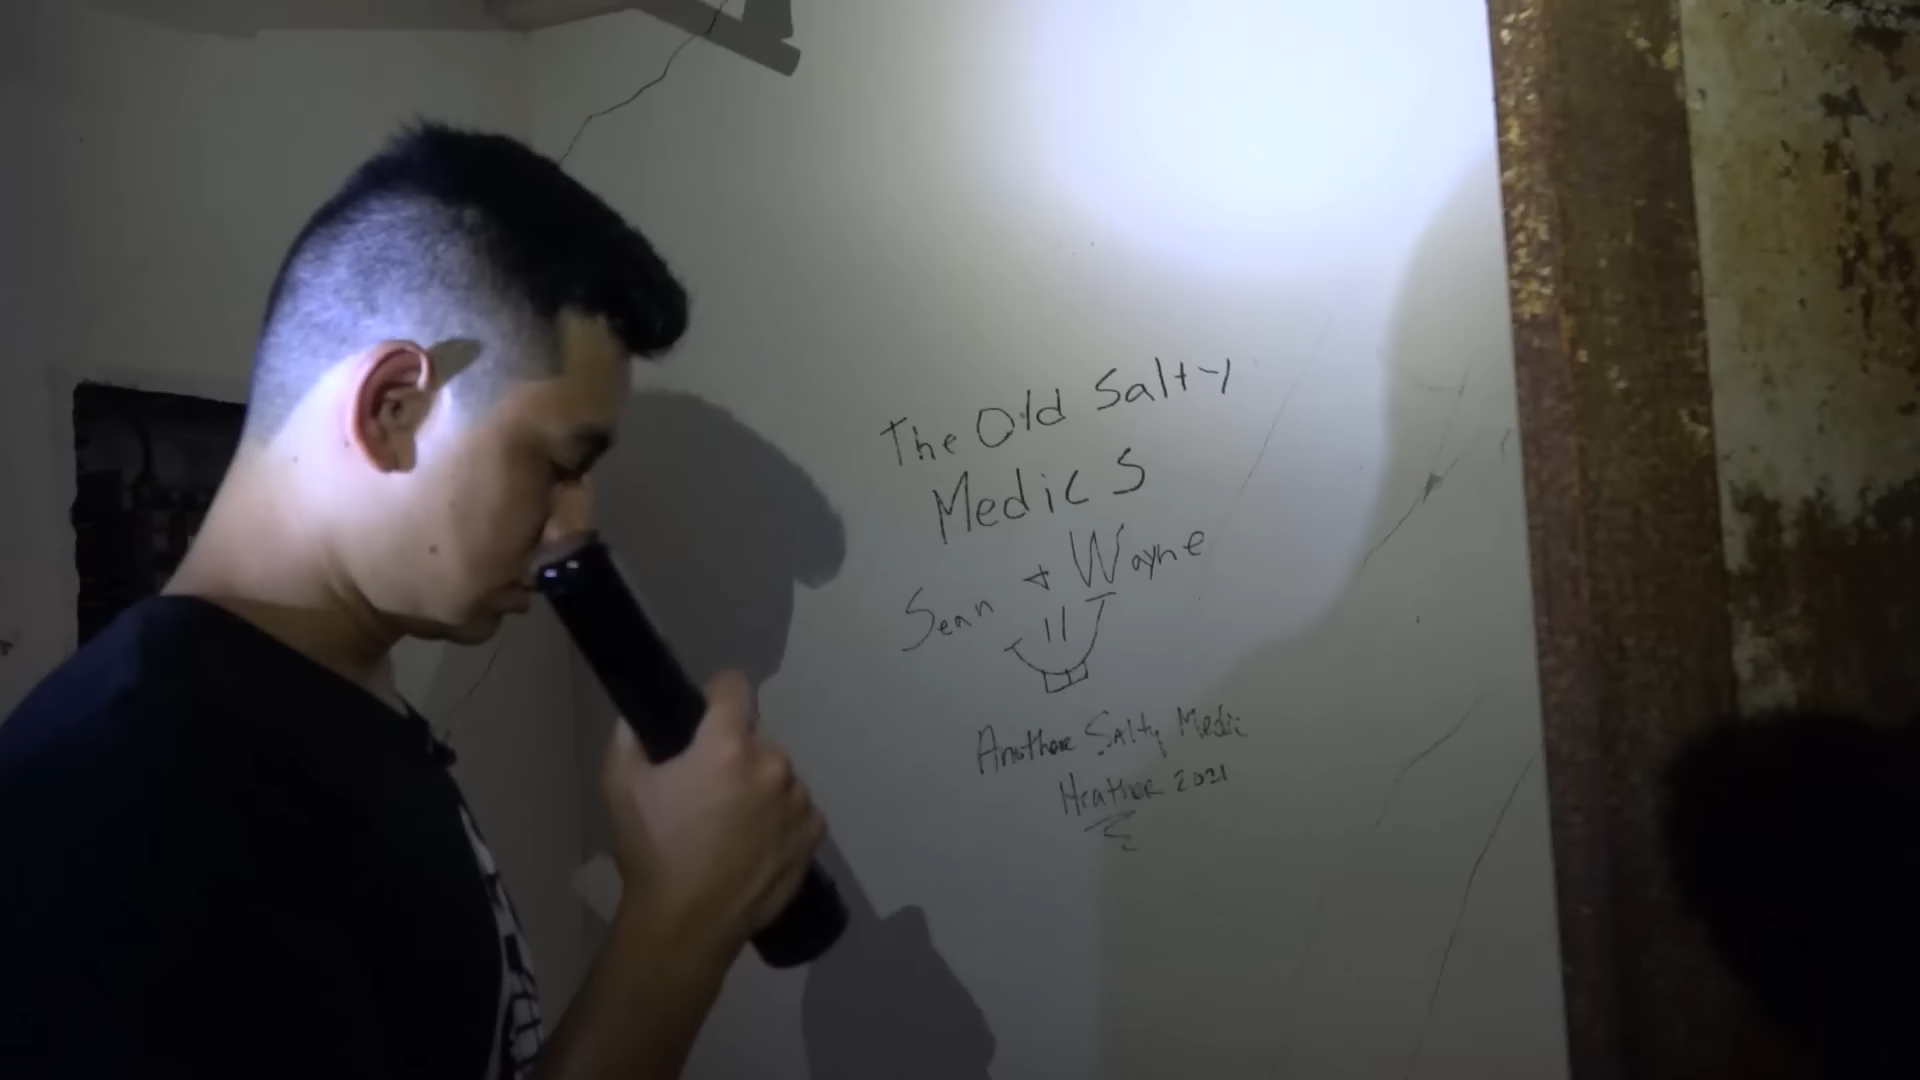 The Old Salty
Medics
Sean + Wayne
Another Salty Medic
Heather 2021